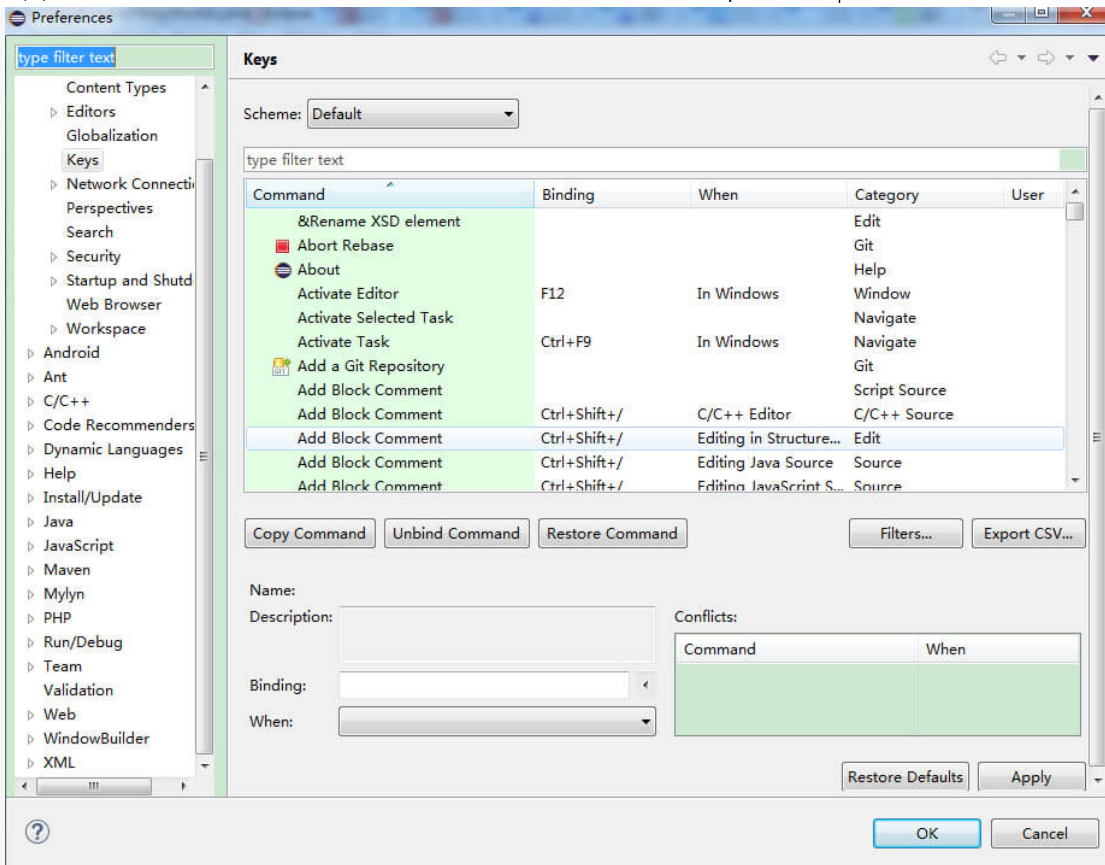 Preferences
type filter text
Content Types
Editors
Globalization
Keys
Network Connecti
Perspectives
Search
Security
Startup and Shutd
Web Browser
Workspace
Android
Ant
C/C++
Code Recommenders
Dynamic Languages
Help
Install/Update
Java
JavaScript
Maven
Mylyn
PHP
Run/Debug
Team
Validation
Web
WindowBuilder
XML
Keys
Scheme: Default
type filter text
Command Binding When Category User
&Rename XSD element Edit
Abort Rebase Git
About Help
Activate Editor F12 In Windows Window
Activate Selected Task Navigate
Activate Task Ctrl+F9 In Windows Navigate
Add a Git Repository Git
Add Block Comment Script Source
Add Block Comment Ctrl+Shift+/ C/C++ Editor C/C++ Source
Add Block Comment Ctrl+Shift+/ Editing in Structure... Edit
Add Block Comment Ctrl+Shift+/ Editing Java Source Source
Add Block Comment Ctrl+Shift+/ Editing JavaScript S... Source
Copy Command Unbind Command Restore Command Filters... Export CSV...
Name:
Description:
Conflicts:
Command When
Binding:
When:
Restore Defaults Apply
OK Cancel